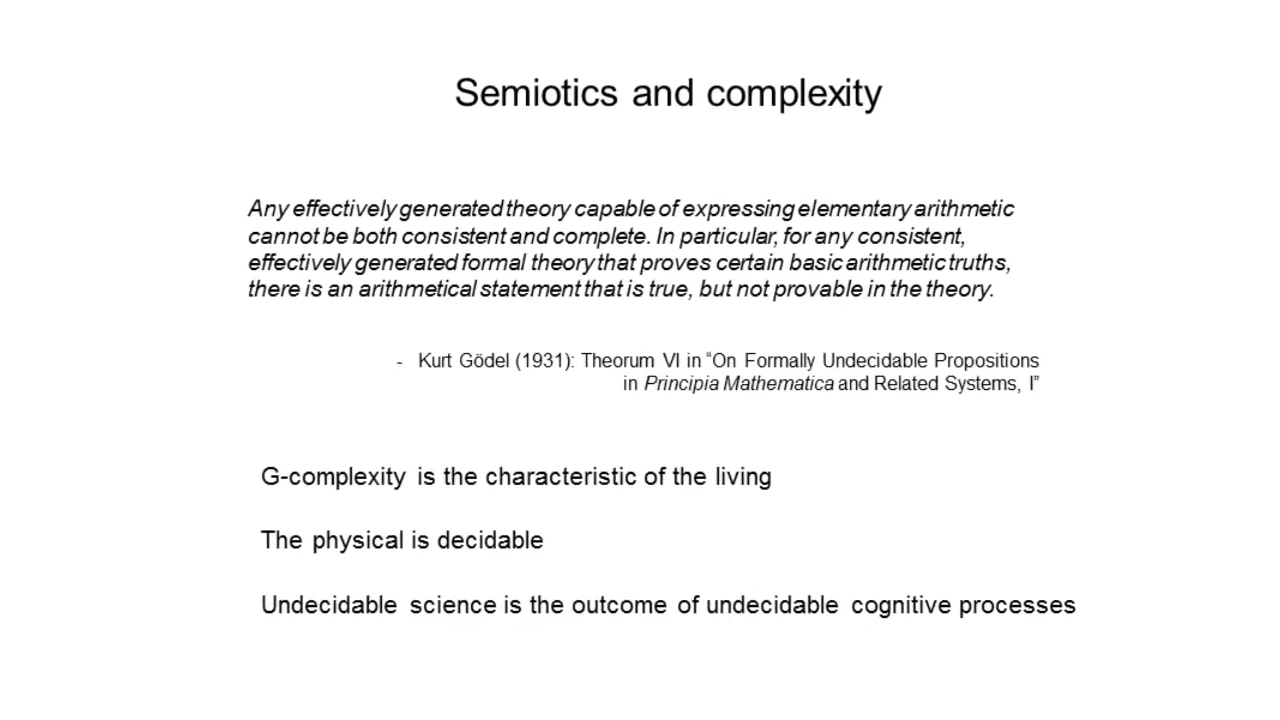 Semiotics and complexity
Any effectively generated theory capable of expressing elementary arithmetic
cannot be both consistent and complete. In particular, for any consistent,
effectively generated formal theory that proves certain basic arithmetic truths,
there is an arithmetical statement that is true, but not provable in the theory.
- Kurt Gödel (1931): Theorum VI in “On Formally Undecidable Propositions
in Principia Mathematica and Related Systems, I”
G-complexity is the characteristic of the living
The physical is decidable
Undecidable science is the outcome of undecidable cognitive processes